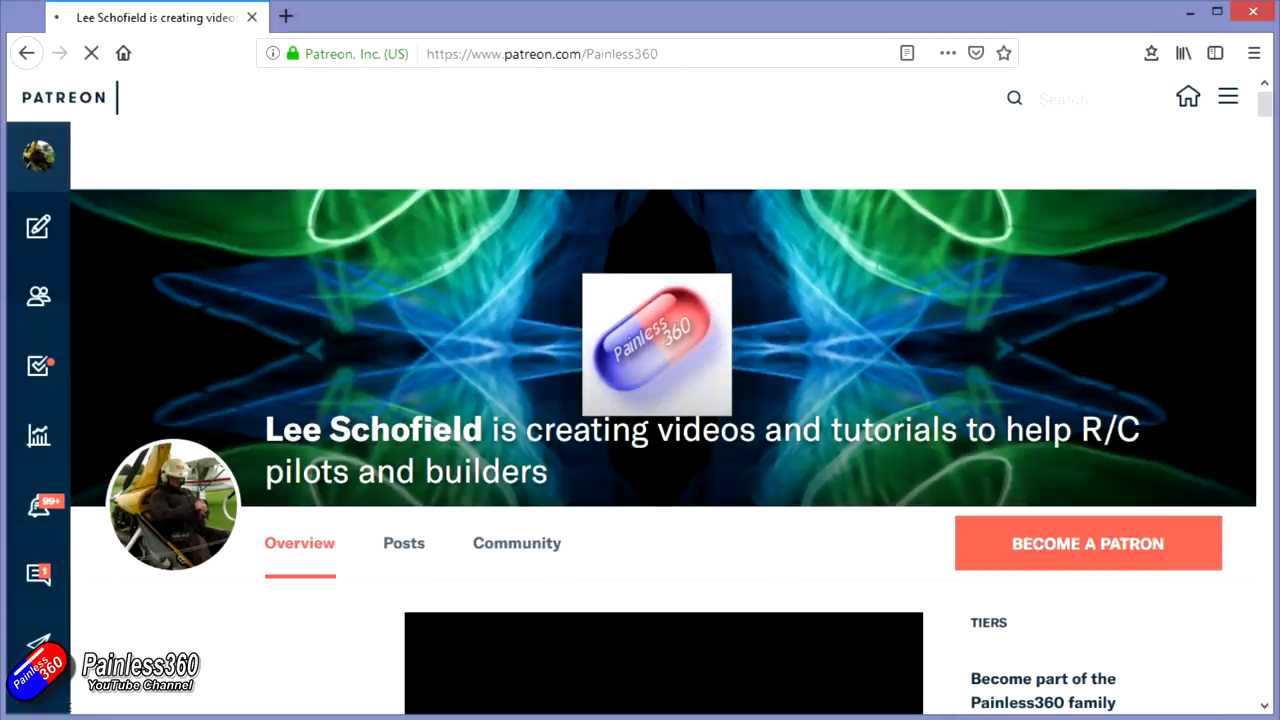 Lee Schofield is creating videos
Patreon, Inc. (US)
https://www.patreon.com/Painless360
PATREON
Search
Painless
360
Lee Schofield is creating videos and tutorials to help R/C
pilots and builders
99+
Overview
Posts
Community
BECOME A PATRON
1
TIERS
Become part of the
Painless360 family
Painless
360
Painless360
YouTube Channel